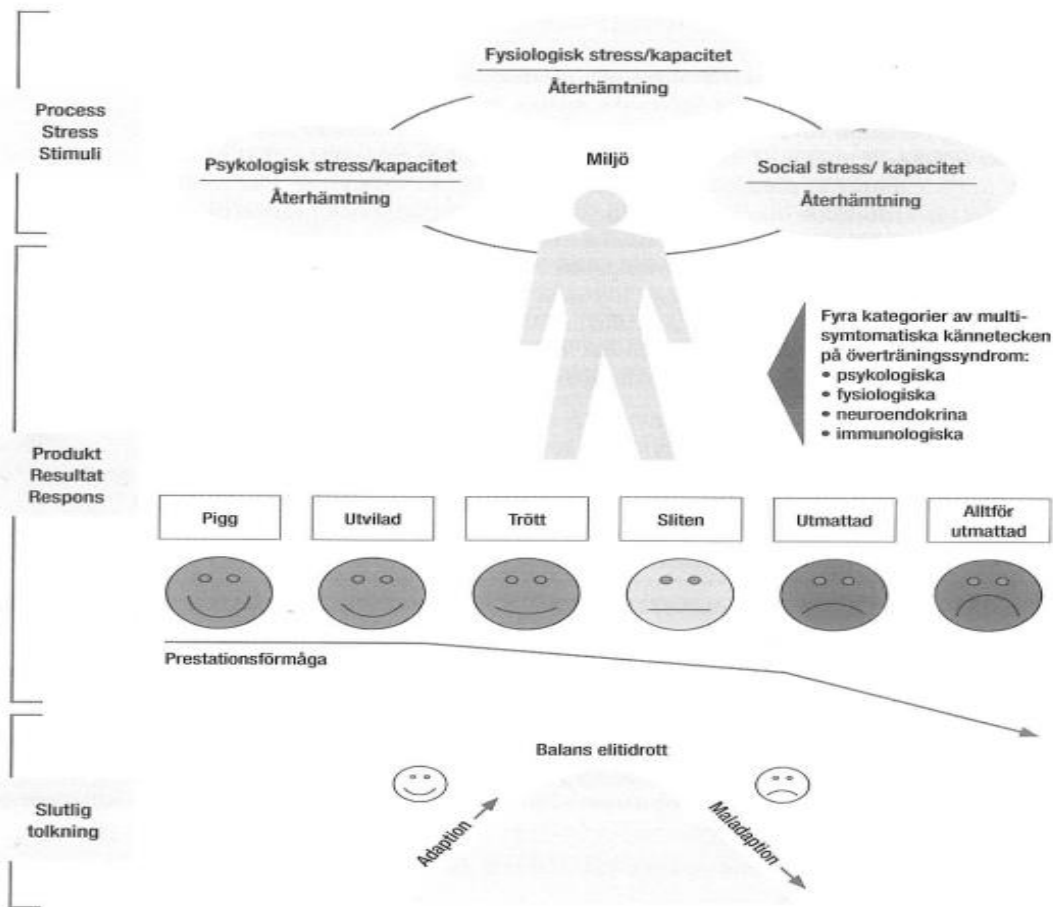 Fysiologisk stress/kapacitet
Återhämtning
Process
Stress
Stimuli
Psykologisk stress/kapacitet
Återhämtning
Miljö
Social stress/ kapacitet
Återhämtning
Fyra kategorier av multi-
symtomatiska kännetecken
på överträningssyndrom:
• psykologiska
• fysiologiska
• neuroendokrina
• immunologiska
Produkt
Resultat
Respons
Pigg
Utvilad
Trött
Sliten
Utmattad
Alltför
utmattad
Prestationsförmåga
Balans elitidrott
Slutlig
tolkning
Adaption
Maladaption